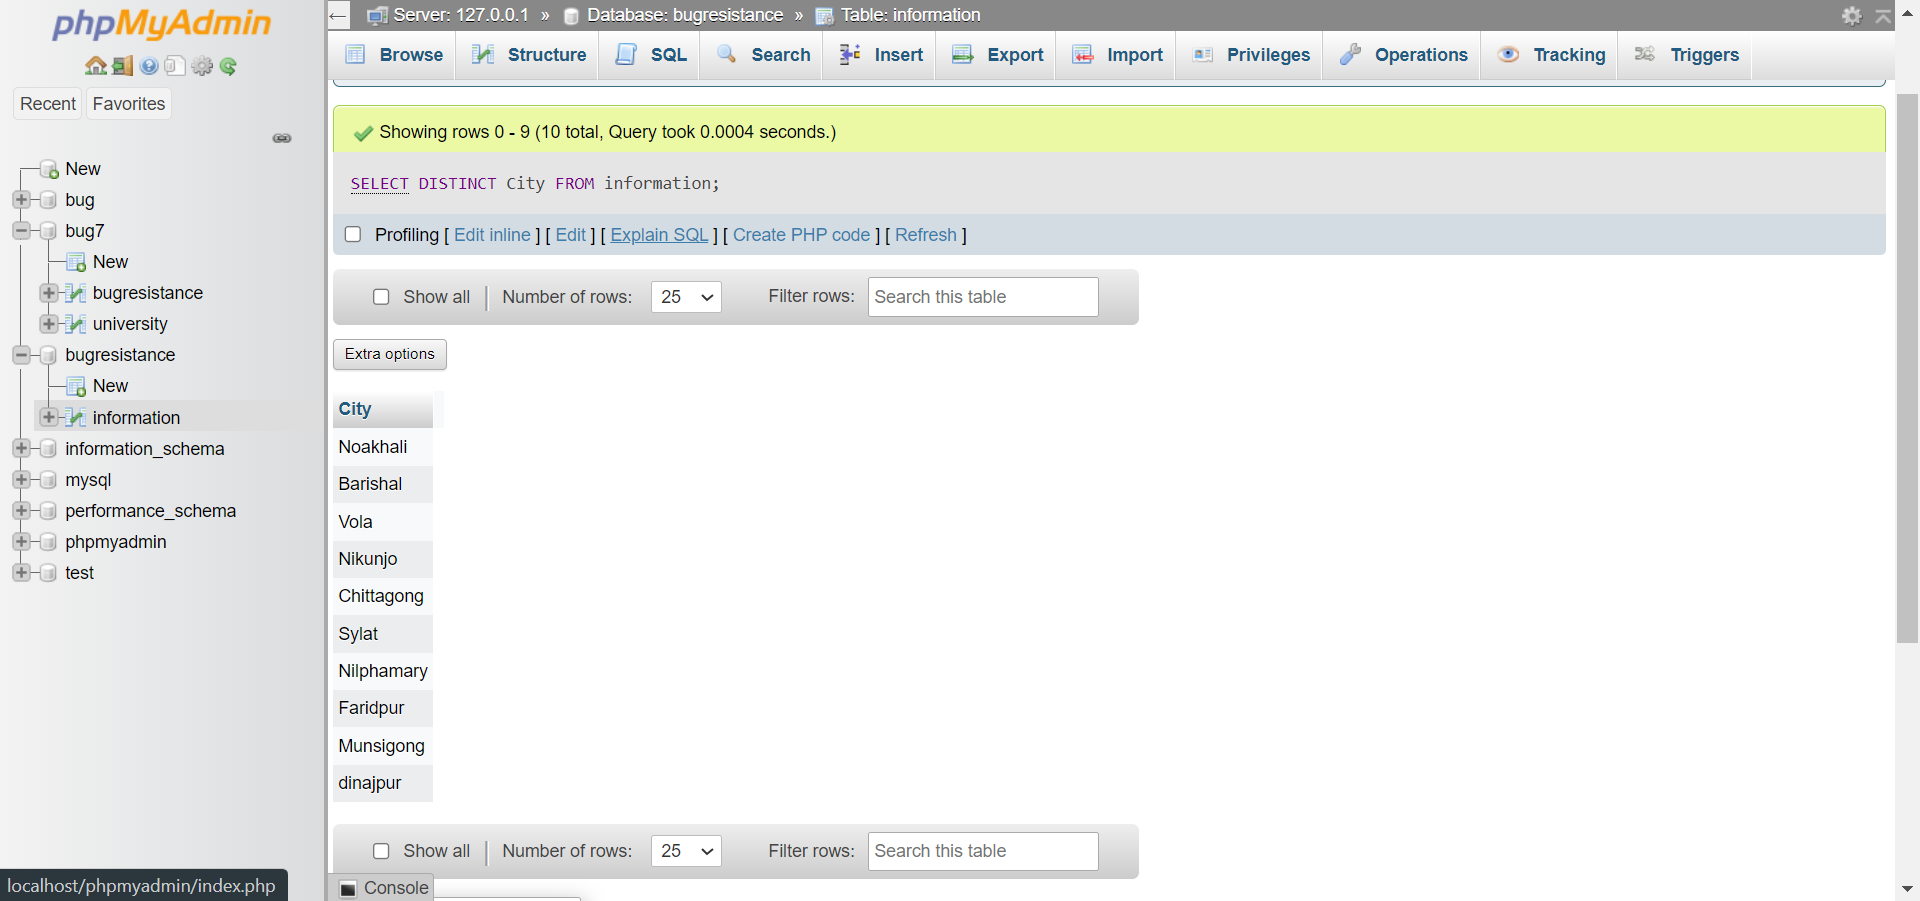 phpMyAdmin
Recent Favorites
New
bug
bug7
New
bugresistance
university
bugresistance
New
information
information_schema
mysql
performance_schema
phpmyadmin
test
localhost/phpmyadmin/index.php
Server: 127.0.0.1 » Database: bugresistance » Table: information
Browse Structure SQL Search Insert Export Import Privileges Operations Tracking Triggers
Showing rows 0 - 9 (10 total, Query took 0.0004 seconds.)
SELECT DISTINCT City FROM information;
Profiling [ Edit inline ] [ Edit ] [ Explain SQL ] [ Create PHP code ] [ Refresh ]
Show all | Number of rows: 25 Filter rows: Search this table
Extra options
City
Noakhali
Barishal
Vola
Nikunjo
Chittagong
Sylat
Nilphamary
Faridpur
Munsigong
dinajpur
Show all | Number of rows: 25 Filter rows: Search this table
Console